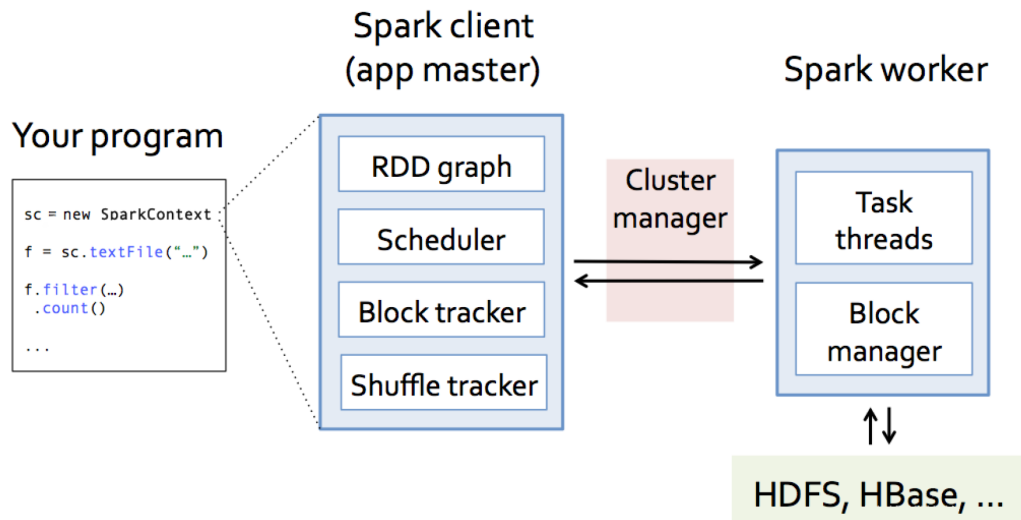 Your program
sc = new SparkContext
f = sc.textFile(“…”)
f.filter(…)
.count()
...
Spark client
(app master)
RDD graph
Scheduler
Block tracker
Shuffle tracker
Cluster
manager
Spark worker
Task
threads
Block
manager
HDFS, HBase, …